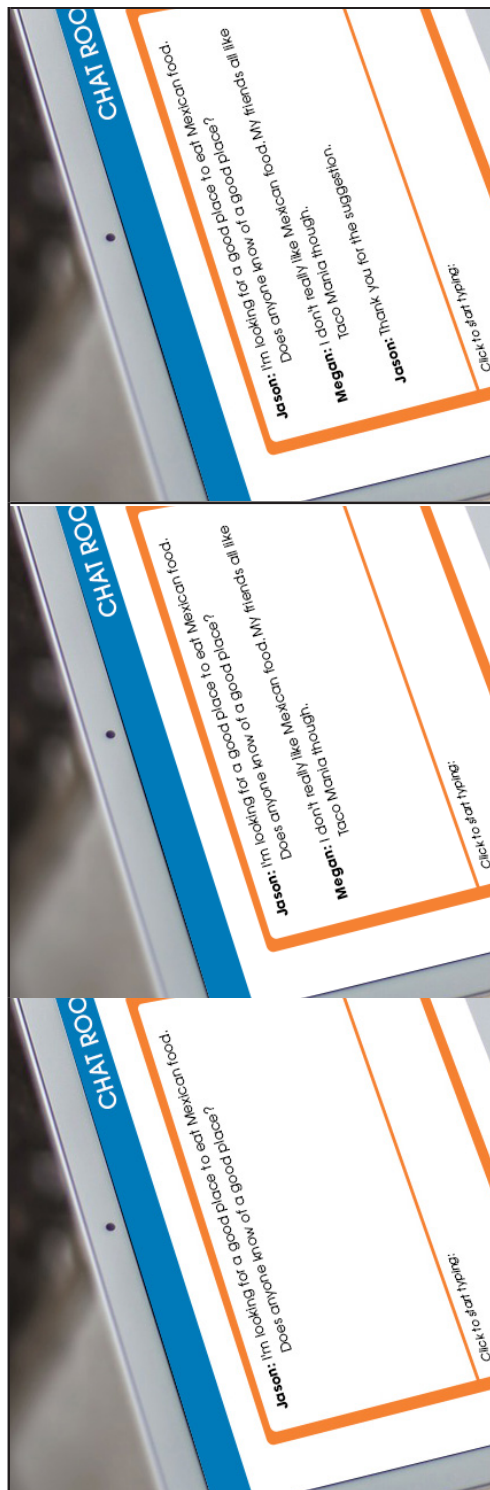 CHAT ROO
Jason: I'm looking for a good place to eat Mexican food.
Does anyone know of a good place?
Click to start typing:
CHAT ROO
Jason: I'm looking for a good place to eat Mexican food.
Does anyone know of a good place?
Megan: I don't really like Mexican food. My friends all like
Taco Mania though.
Click to start typing:
CHAT ROO
Jason: I'm looking for a good place to eat Mexican food.
Does anyone know of a good place?
Megan: I don't really like Mexican food. My friends all like
Taco Mania though.
Jason: Thank you for the suggestion.
Click to start typing: